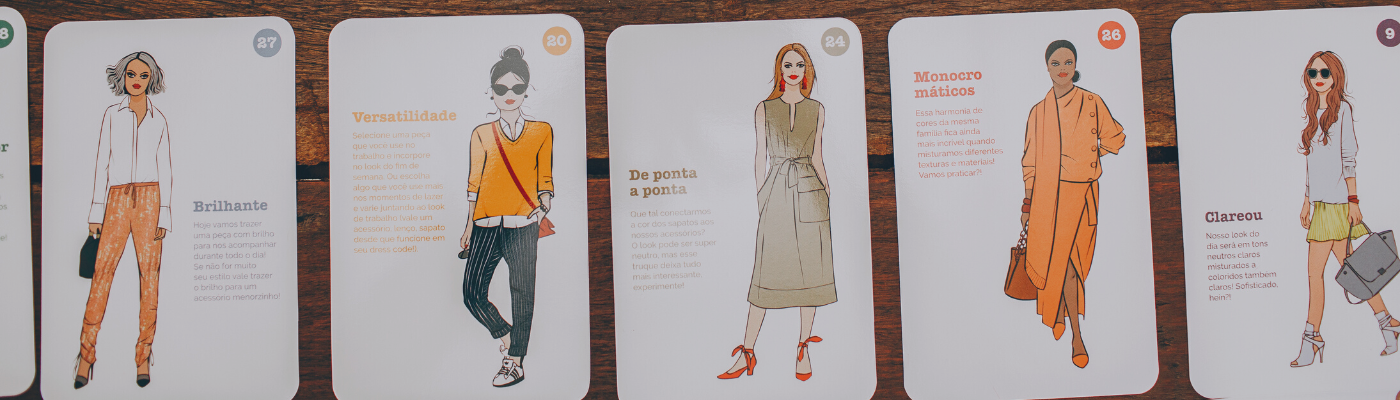 8
r
27
Brilhante
Hoje vamos trazer
uma peça com brilho
para nos acompanhar
durante todo o dia!
Se não for muito
seu estilo vale trazer
o brilho para um
acessório menorzinho!
20
Versatilidade
Selecione uma peça
que você use no
trabalho e incorpore
no look do fim de
semana. Ou escolha
algo que você use mais
nos momentos de lazer
e varie juntando ao look
de trabalho (vale um
acessório, lenço, sapato
desde que funcione em
seu dress code!).
24
De ponta
a ponta
Que tal conectarmos
a cor dos sapatos aos
nossos acessórios?
O look pode ser super
neutro, mas esse
truque deixa tudo
mais interessante,
experimente!
26
Monocro
máticos
Essa harmonia de
cores da mesma
família fica ainda
mais incrível quando
misturamos diferentes
texturas e materiais!
Vamos praticar?!
9
Clareou
Nosso look do
dia será em tons
neutros claros
misturados a
coloridos também
claros! Sofisticado,
hein?!